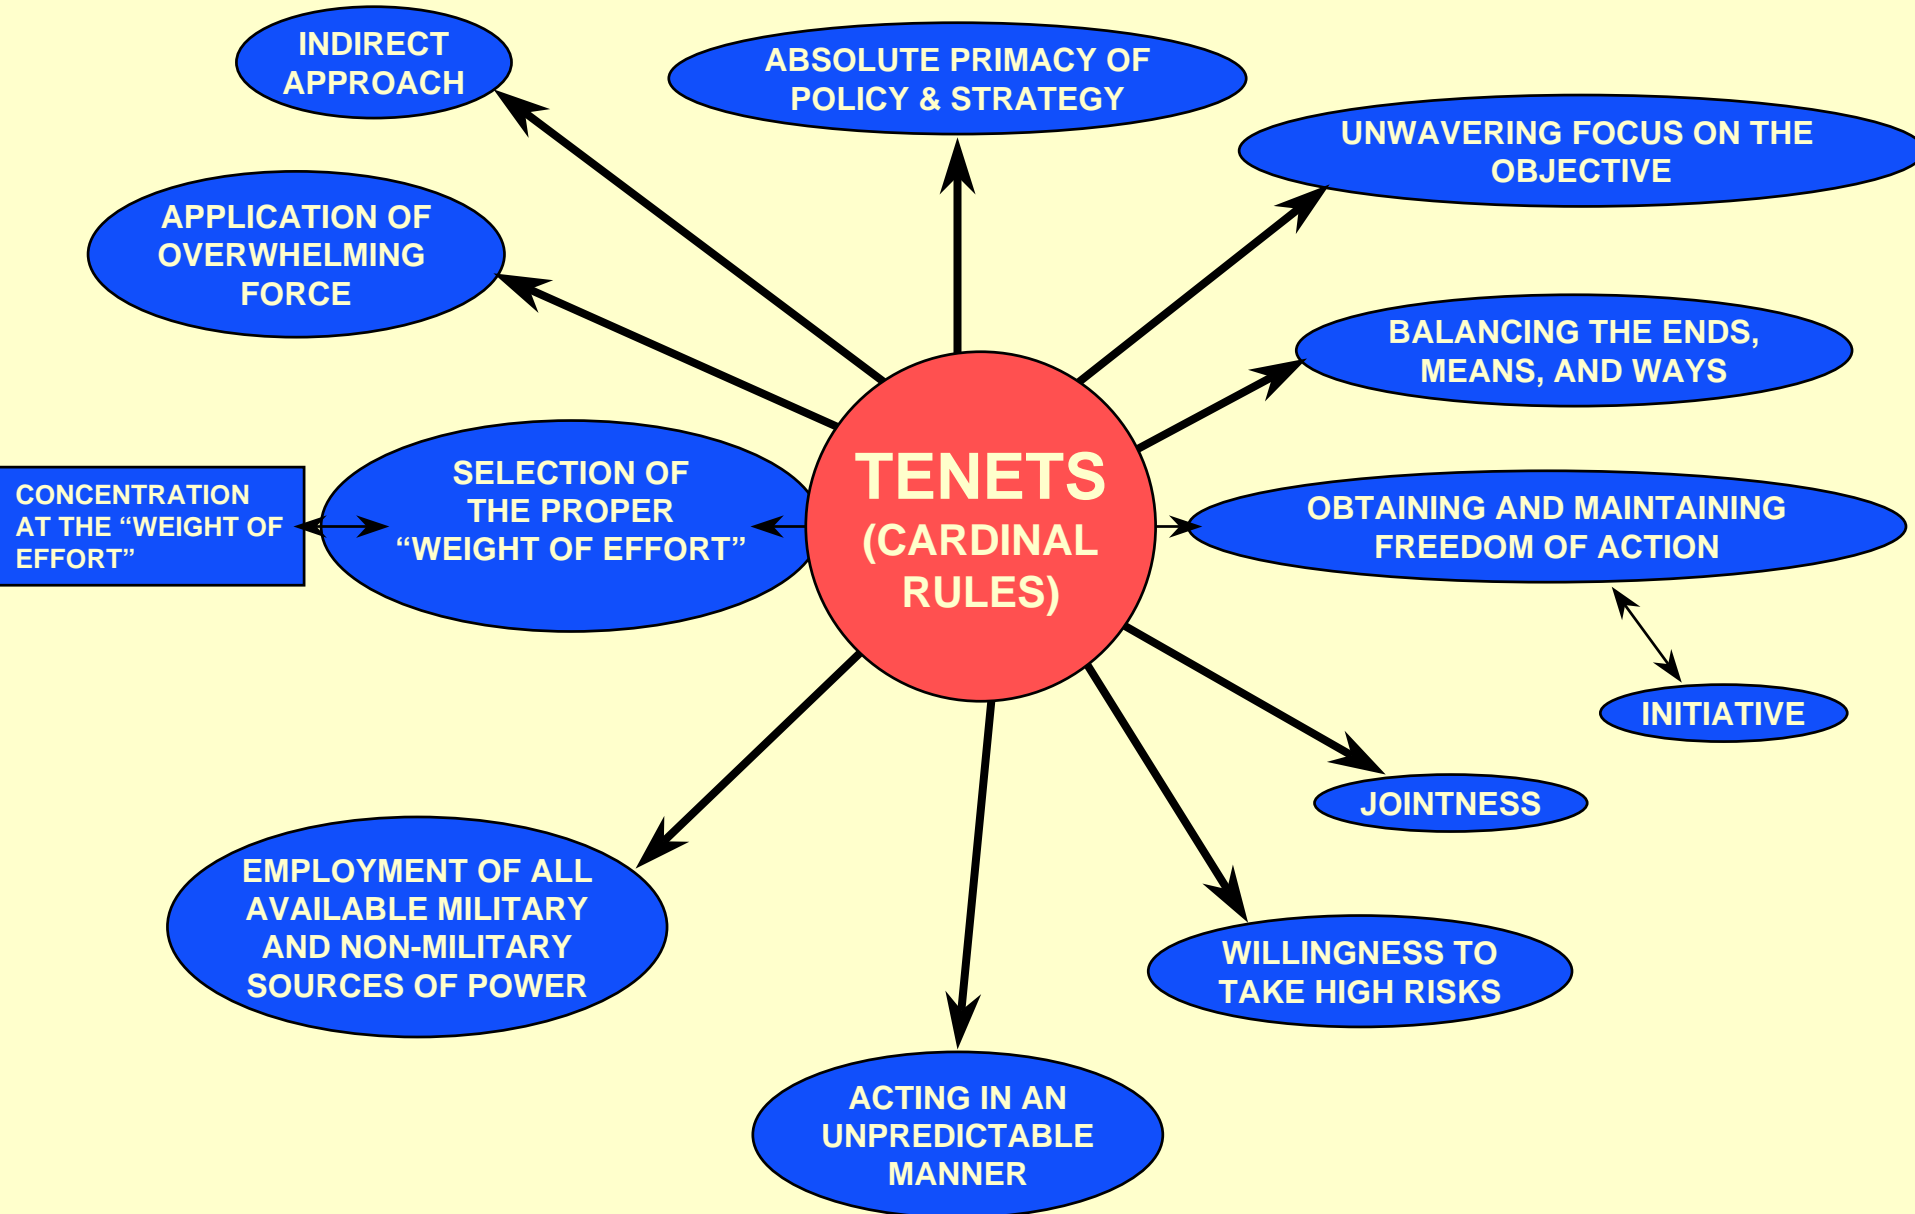 INDIRECT
APPROACH
ABSOLUTE PRIMACY OF
POLICY & STRATEGY
UNWAVERING FOCUS ON THE
OBJECTIVE
APPLICATION OF
OVERWHELMING
FORCE
BALANCING THE ENDS,
MEANS, AND WAYS
TENETS
(CARDINAL
RULES)
SELECTION OF
THE PROPER
“WEIGHT OF EFFORT”
CONCENTRATION
AT THE “WEIGHT OF
EFFORT”
OBTAINING AND MAINTAINING
FREEDOM OF ACTION
INITIATIVE
JOINTNESS
EMPLOYMENT OF ALL
AVAILABLE MILITARY
AND NON-MILITARY
SOURCES OF POWER
WILLINGNESS TO
TAKE HIGH RISKS
ACTING IN AN
UNPREDICTABLE
MANNER